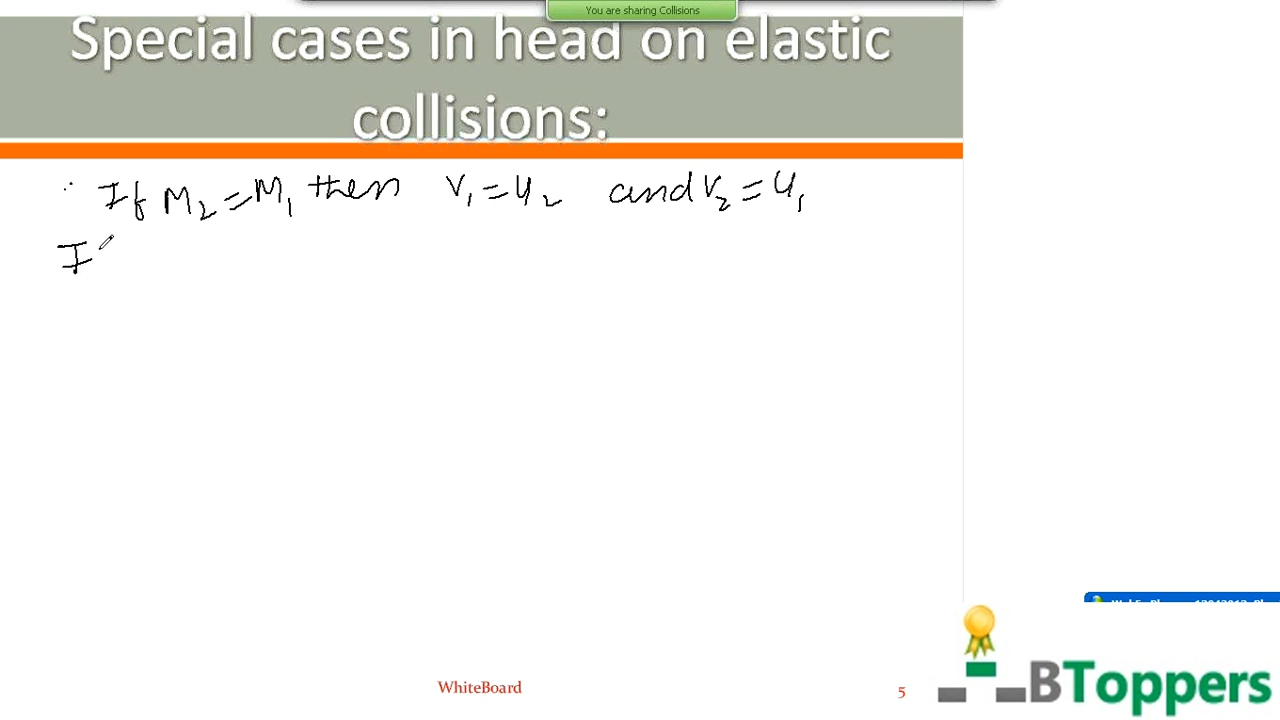 You are sharing Collisions
Special cases in head on elastic
collisions:
∴ If M₂ = M₁ then v₁ = u₂ and v₂ = u₁
I
WhiteBoard
5
BToppers